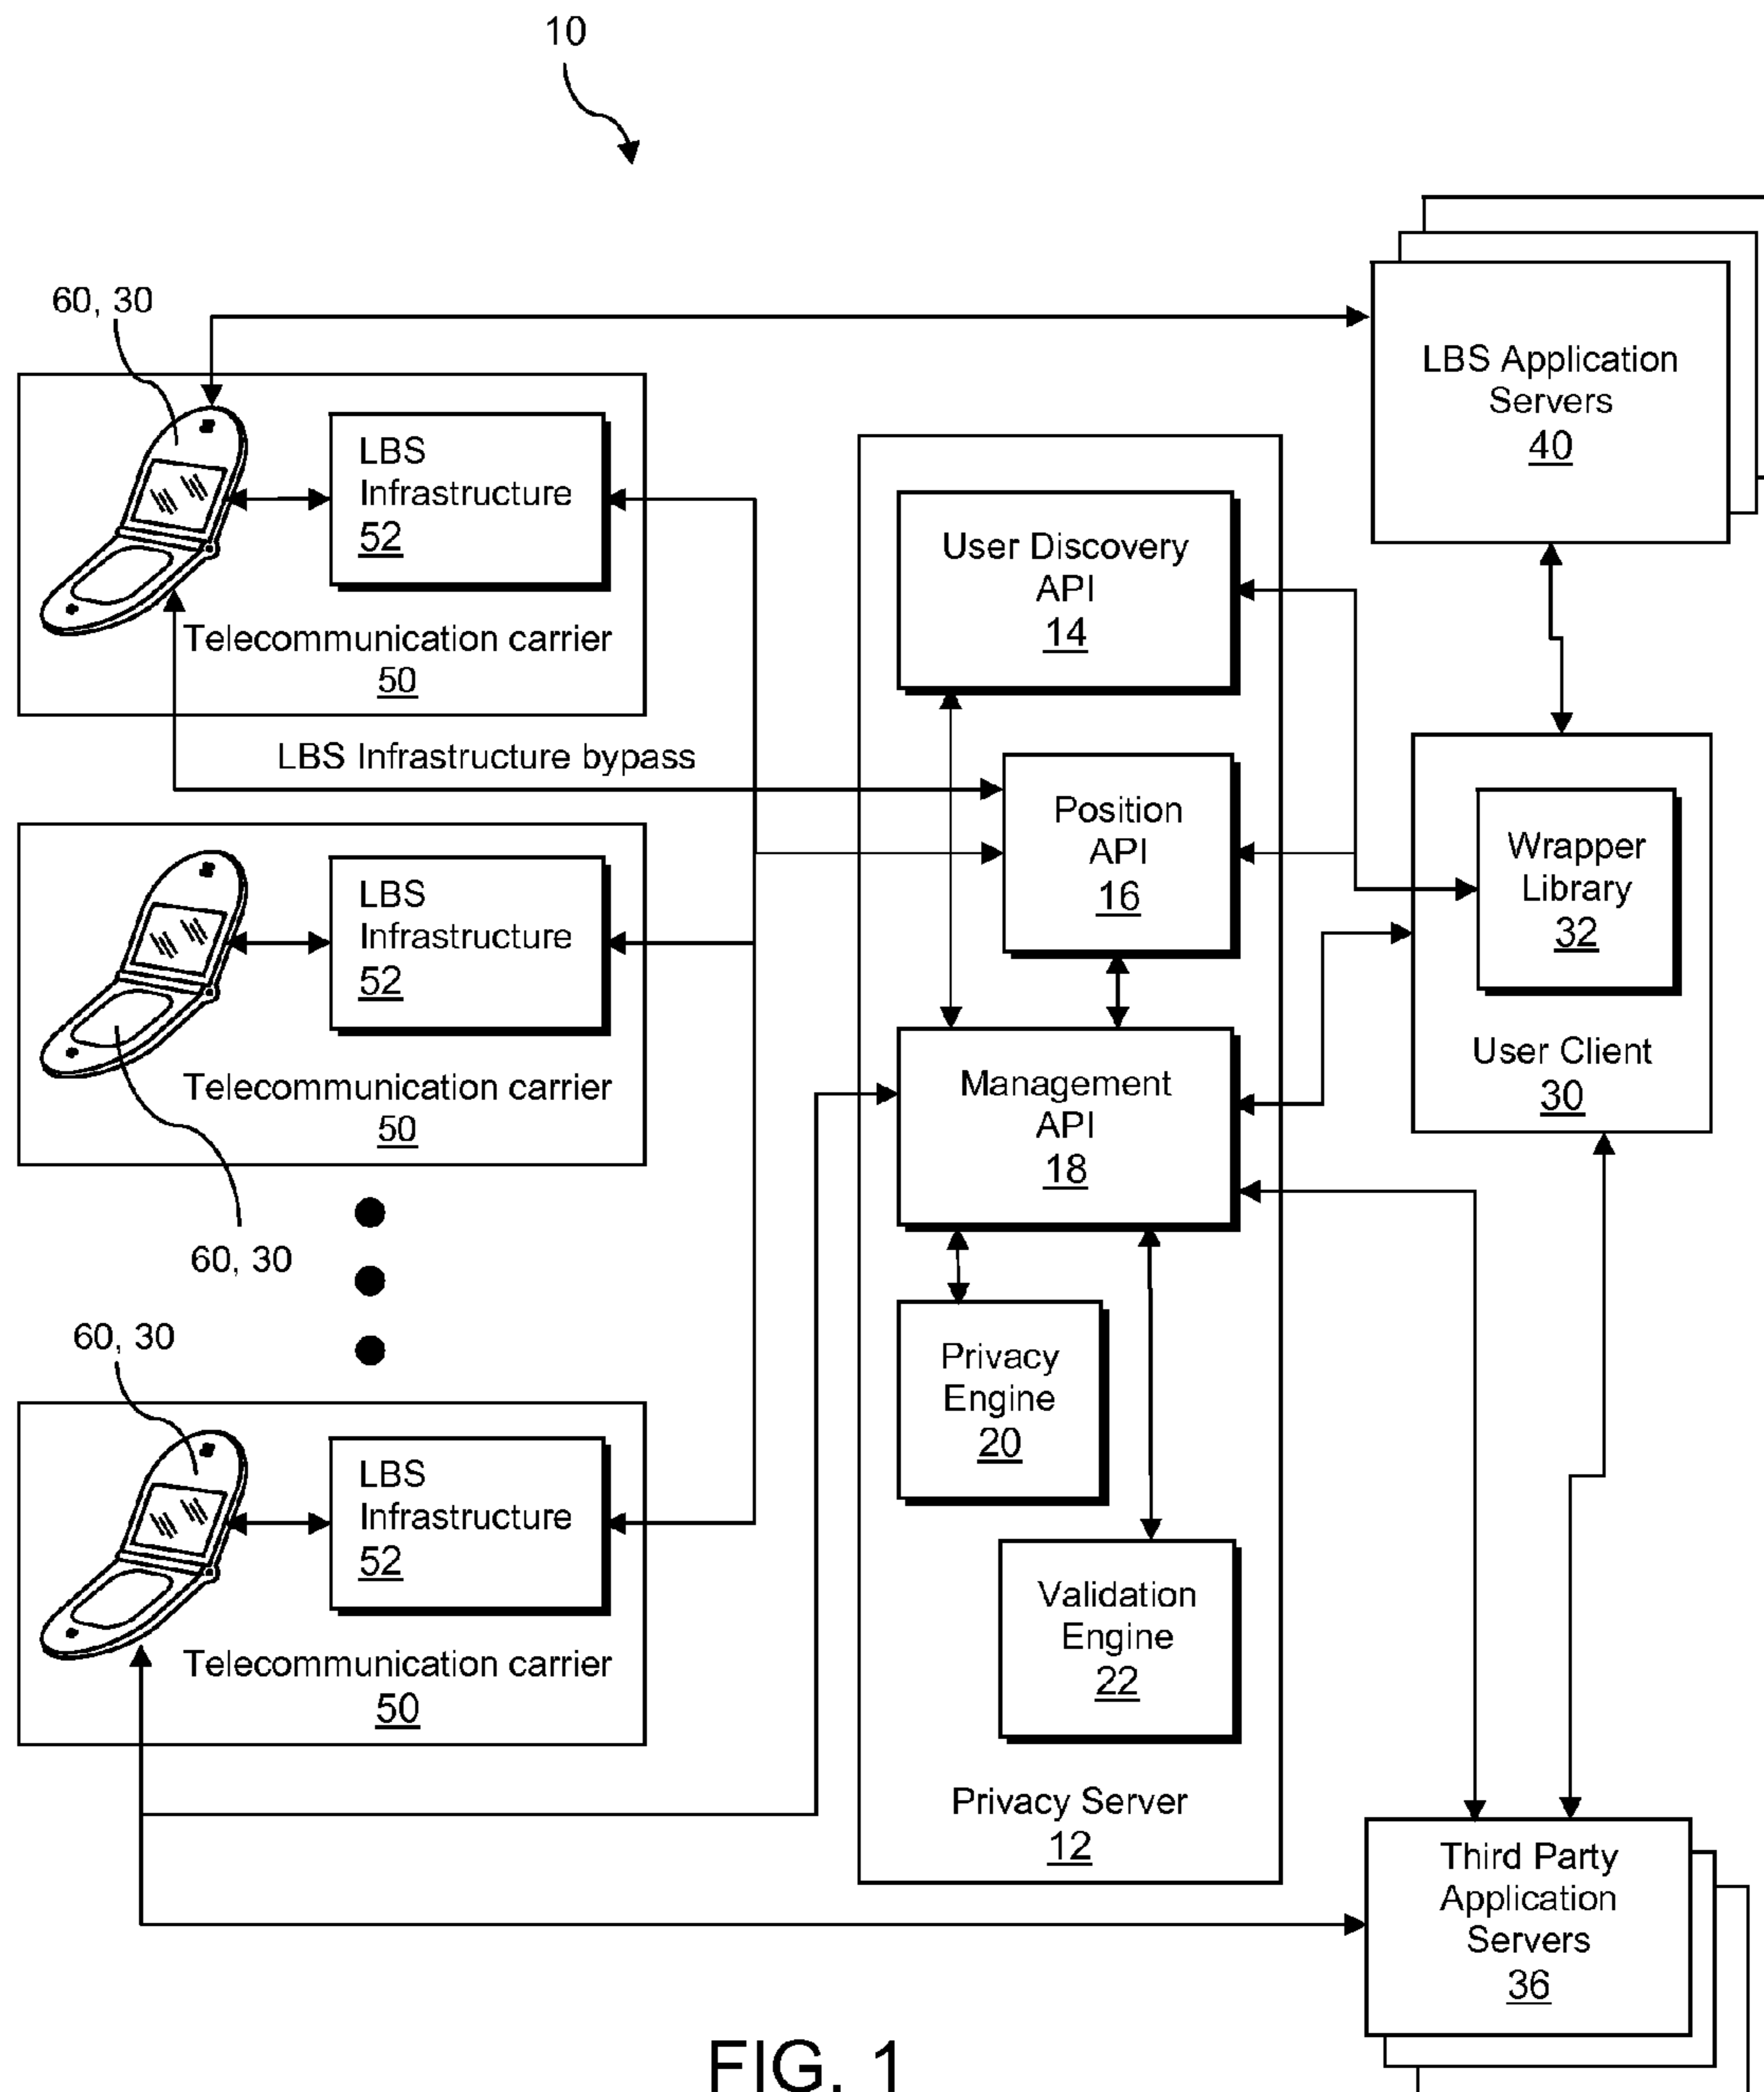 10
60, 30
LBS
Infrastructure
52
Telecommunication carrier
50
LBS Infrastructure bypass
LBS
Infrastructure
52
Telecommunication carrier
50
60, 30
60, 30
LBS
Infrastructure
52
Telecommunication carrier
50
User Discovery
API
14
Position
API
16
Management
API
18
Privacy
Engine
20
Validation
Engine
22
Privacy Server
12
LBS Application
Servers
40
Wrapper
Library
32
User Client
30
Third Party
Application
Servers
36
FIG. 1